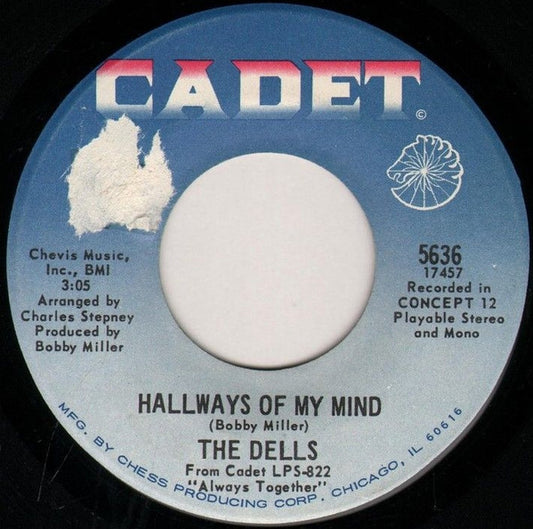 CADET
©
Chevis Music,
Inc., BMI
3:05
Arranged by
Charles Stepney
Produced by
Bobby Miller
5636
17457
Recorded in
CONCEPT 12
Playable Stereo
and Mono
HALLWAYS OF MY MIND
(Bobby Miller)
THE DELLS
From Cadet LPS-822
"Always Together"
MFG. BY CHESS PRODUCING CORP. CHICAGO, IL 60616